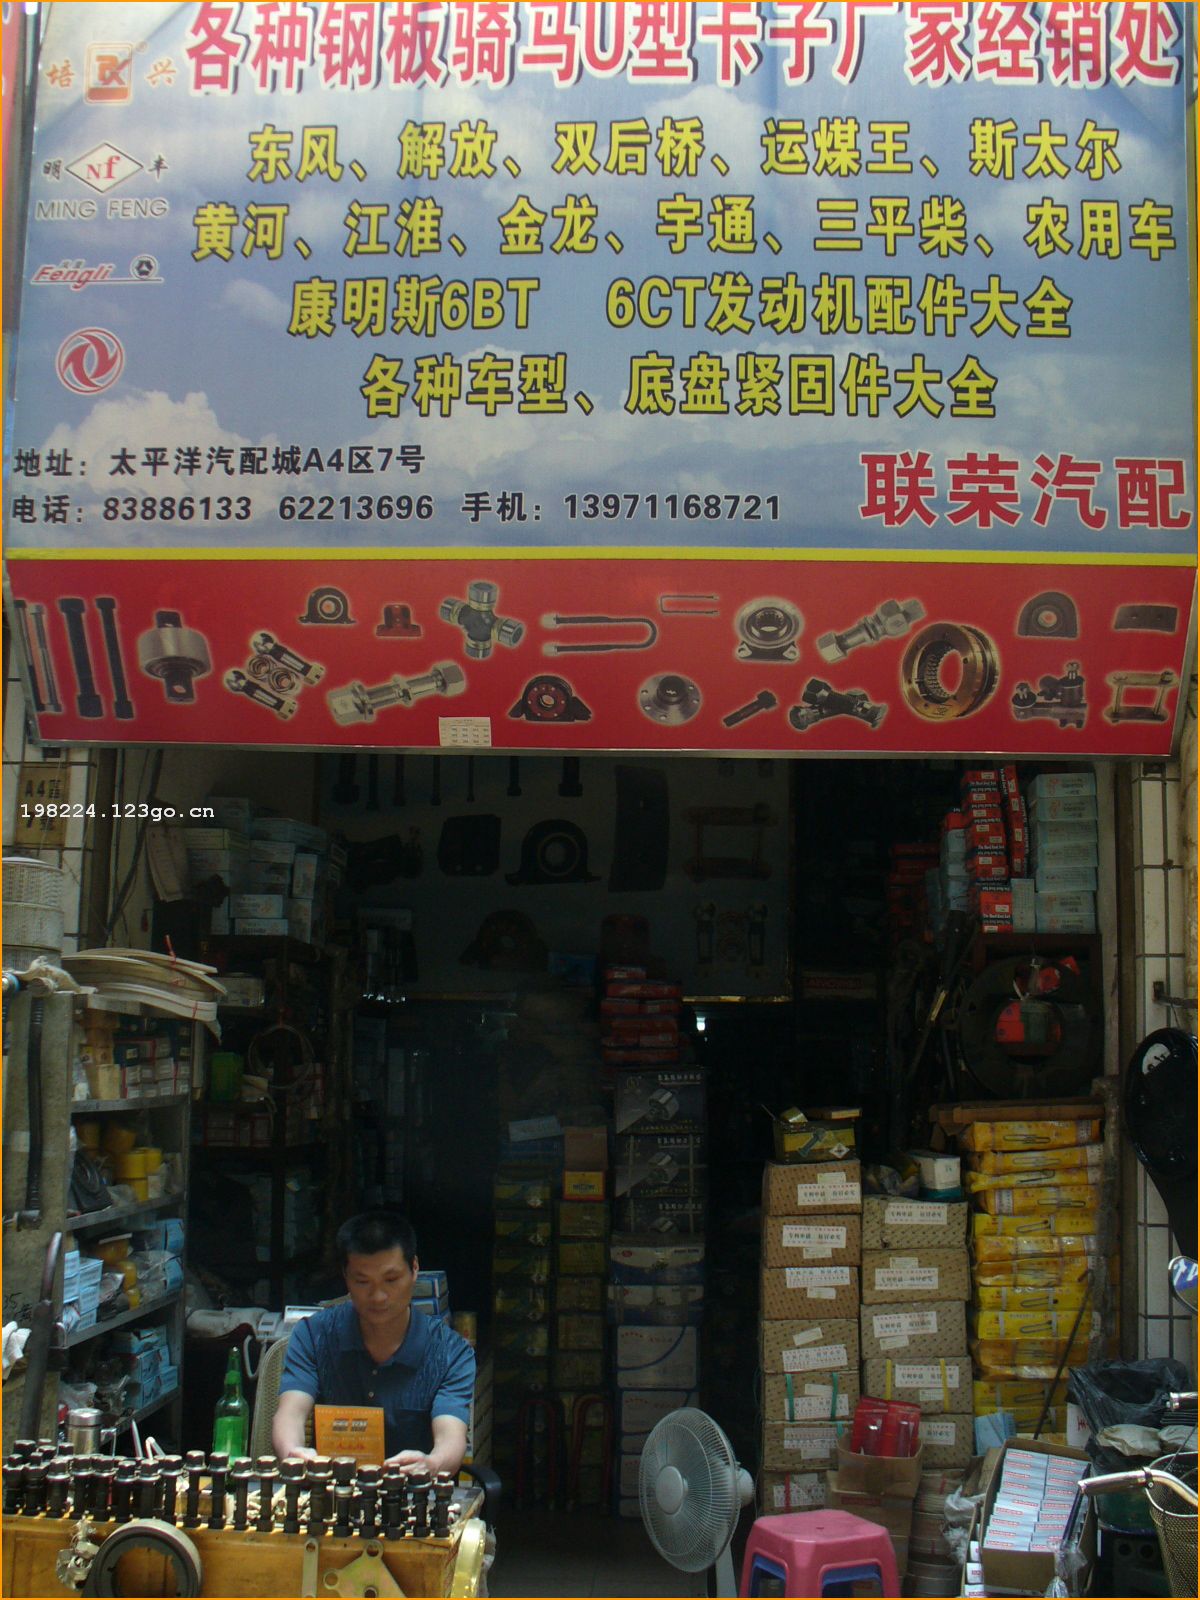 各种钢板骑马U型卡子厂家经销处
培 兴
东风、解放、双后桥、运煤王、斯太尔
明 Nf 丰
MING FENG
黄河、江淮、金龙、宇通、三平柴、农用车
Fengli
康明斯6BT 6CT发动机配件大全
各种车型、底盘紧固件大全
地址：太平洋汽配城A4区7号
电话：83886133 62213696 手机：13971168721
联荣汽配
198224.123go.cn